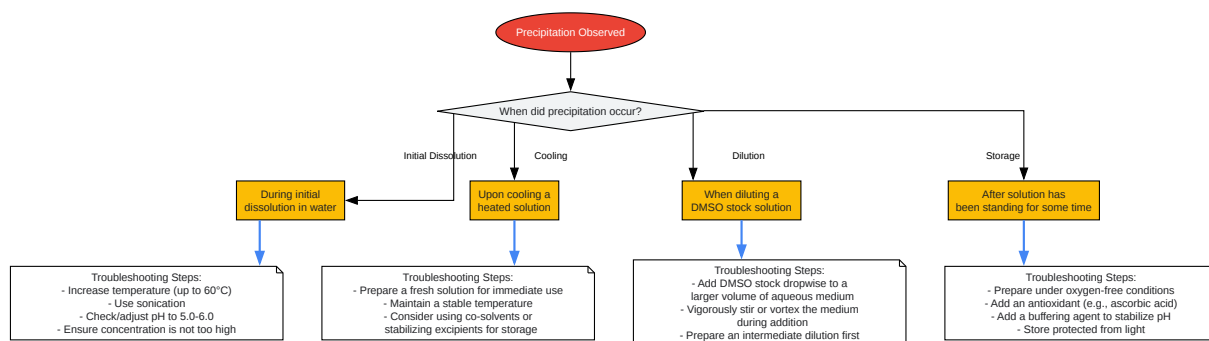 Precipitation Observed
When did precipitation occur?
Initial Dissolution
Cooling
Dilution
Storage
During initial
dissolution in water
Upon cooling a
heated solution
When diluting a
DMSO stock solution
After solution has
been standing for some time
Troubleshooting Steps:
- Increase temperature (up to 60°C)
- Use sonication
- Check/adjust pH to 5.0-6.0
- Ensure concentration is not too high
Troubleshooting Steps:
- Prepare a fresh solution for immediate use
- Maintain a stable temperature
- Consider using co-solvents or
stabilizing excipients for storage
Troubleshooting Steps:
- Add DMSO stock dropwise to a
larger volume of aqueous medium
- Vigorously stir or vortex the medium
during addition
- Prepare an intermediate dilution first
Troubleshooting Steps:
- Prepare under oxygen-free conditions
- Add an antioxidant (e.g., ascorbic acid)
- Add a buffering agent to stabilize pH
- Store protected from light